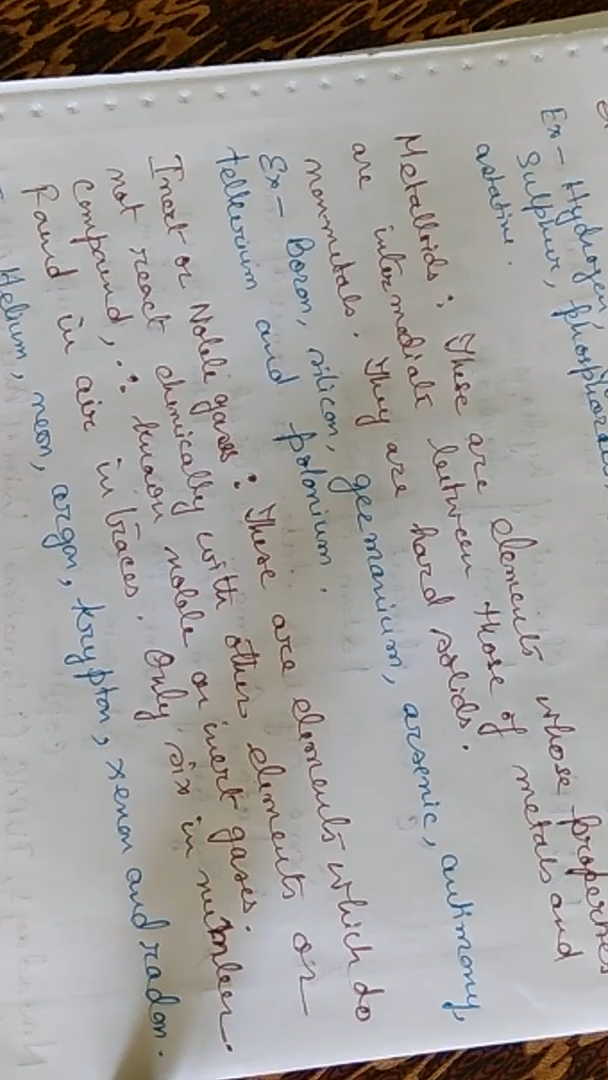 Ex - Hydrogen,
Sulphur, phosphorus
astatine.
Metalloids : These are elements whose properties
are intermediate between those of metals and
nonmetals. They are hard solids.
Ex - Boron, silicon, germanium, arsenic, antimony,
tellurium and polonium.
Inert or Noble gases : These are elements which do
not react chemically with other elements or
compound, ∴ known noble or inert gases.
Found in air in traces. Only six in number.
Helium, neon, argon, krypton, xenon and radon.